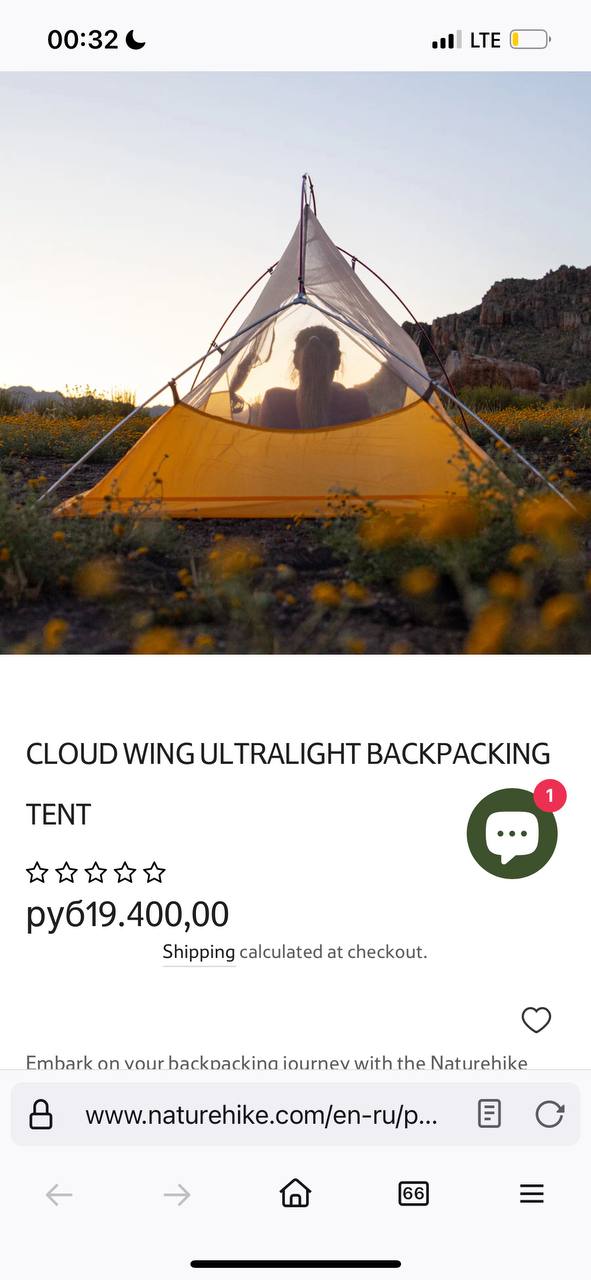 00:32
LTE
CLOUD WING ULTRALIGHT BACKPACKING
TENT
1
руб19.400,00
Shipping calculated at checkout.
Embark on your backpacking journey with the Naturehike
www.naturehike.com/en-ru/p...
66